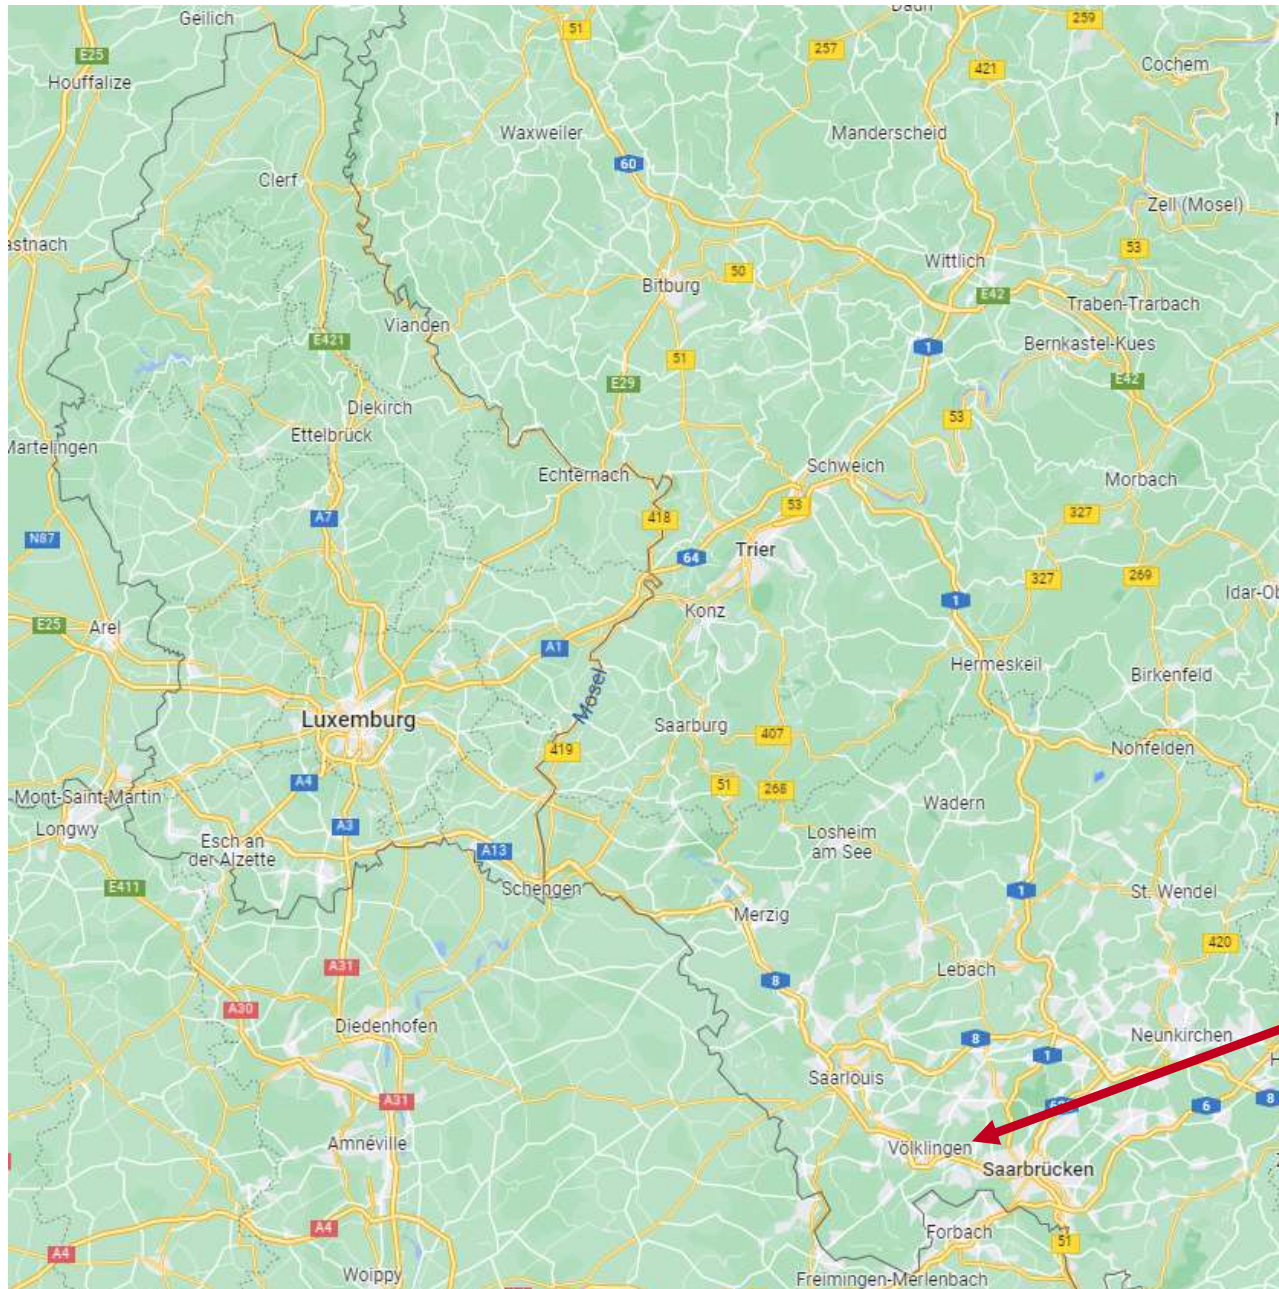 Geilich
51
259
257
E25
421
Cochem
Houffalize
Waxweiler
Manderscheid
60
Clerf
Zell (Mosel)
astnach
53
Wittlich
50
Bitburg
E42
Traben-Trarbach
Vianden
E421
1
Bernkastel-Kues
51
E29
E42
Diekirch
53
Ettelbrück
Martelingen
Schweich
Echternach
Morbach
53
327
A7
418
N87
Trier
64
327
269
Idar-Ob
1
Konz
E25
Arel
A1
Hermeskeil
Birkenfeld
Mosel
Luxemburg
Saarburg
407
419
Nohfelden
A4
51
268
Mont-Saint-Martin
Wadern
Longwy
A3
Losheim
am See
Esch an
der Alzette
A13
E411
Schengen
1
St. Wendel
Merzig
420
A31
Lebach
8
A30
Diedenhofen
Neunkirchen
8
1
Saarlouis
A31
6
8
Amnéville
Völklingen
Saarbrücken
A4
Forbach
51
A4
Woippy
Freimingen-Merlenbach